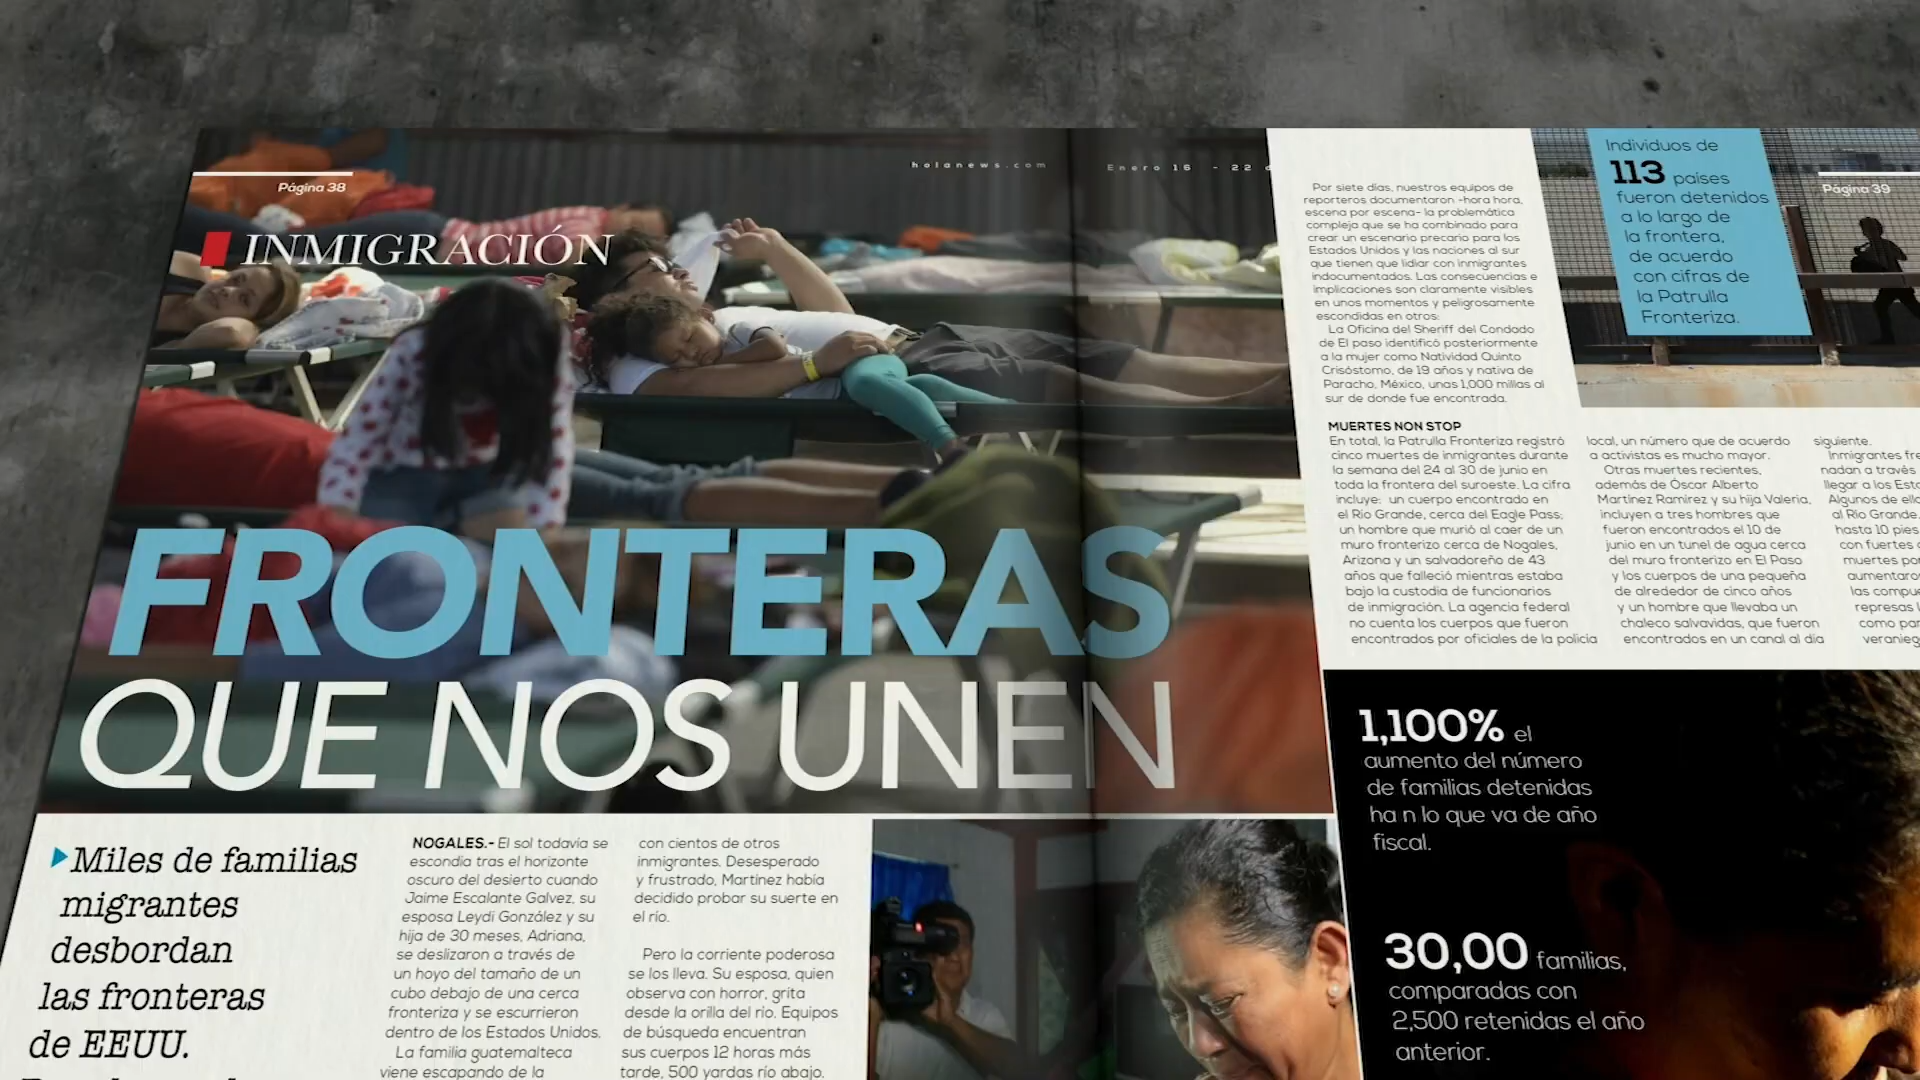 holanews.com
Enero 16 - 22
Página 38
INMIGRACIÓN
FRONTERAS
QUE NOS UNEN
Miles de familias
migrantes
desbordan
las fronteras
de EEUU.
NOGALES.- El sol todavía se
escondía tras el horizonte
oscuro del desierto cuando
Jaime Escalante Galvez, su
esposa Leydi González y su
hija de 30 meses, Adriana,
se deslizaron a través de
un hoyo del tamaño de un
cubo debajo de una cerca
fronteriza y se escurrieron
dentro de los Estados Unidos.
La familia guatemalteca
viene escapando de la
con cientos de otros
inmigrantes. Desesperado
y frustrado, Martínez había
decidido probar su suerte en
el río.
Pero la corriente poderosa
se los lleva. Su esposa, quien
observa con horror, grita
desde la orilla del río. Equipos
de búsqueda encuentran
sus cuerpos 12 horas más
tarde, 500 yardas río abajo.
Por siete días, nuestros equipos de
reporteros documentaron -hora hora,
escena por escena- la problemática
compleja que se ha combinado para
crear un escenario precario para los
Estados Unidos y las naciones al sur
que tienen que lidiar con inmigrantes
indocumentados. Las consecuencias e
implicaciones son claramente visibles
en unos momentos y peligrosamente
escondidas en otros:
La Oficina del Sheriff del Condado
de El paso identificó posteriormente
a la mujer como Natividad Quinto
Crisóstomo, de 19 años y nativa de
Paracho, México, unas 1,000 millas al
sur de donde fue encontrada.
MUERTES NON STOP
En total, la Patrulla Fronteriza registró
cinco muertes de inmigrantes durante
la semana del 24 al 30 de junio en
toda la frontera del suroeste. La cifra
incluye: un cuerpo encontrado en
el Río Grande, cerca del Eagle Pass;
un hombre que murió al caer de un
muro fronterizo cerca de Nogales,
Arizona y un salvadoreño de 43
años que falleció mientras estaba
bajo la custodia de funcionarios
de inmigración. La agencia federal
no cuenta los cuerpos que fueron
encontrados por oficiales de la policía
local, un número que de acuerdo
a activistas es mucho mayor.
Otras muertes recientes,
además de Óscar Alberto
Martínez Ramírez y su hija Valeria,
incluyen a tres hombres que
fueron encontrados el 10 de
junio en un tunel de agua cerca
del muro fronterizo en El Paso
y los cuerpos de una pequeña
de alrededor de cinco años
y un hombre que llevaba un
chaleco salvavidas, que fueron
encontrados en un canal al día
siguiente.
Inmigrantes
nadan a través
llegar a los
Algunos de
al Río Grande,
hasta 10 pies
con fuertes
muertes por
las
represas
como
Individuos de
113 países
fueron detenidos
a lo largo de
la frontera,
de acuerdo
con cifras de
la Patrulla
Fronteriza.
Página 39
1,100% el
aumento del número
de familias detenidas
ha n lo que va de año
fiscal.
30,00 familias,
comparadas con
2,500 retenidas el año
anterior.